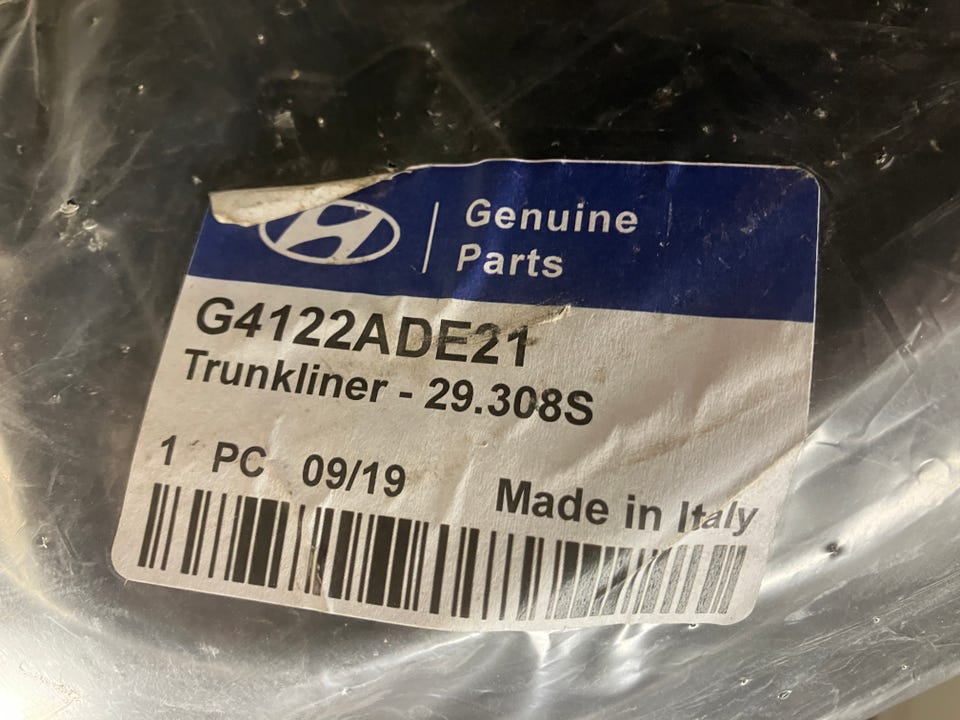 Genuine
Parts
G4122ADE21
Trunkliner - 29.308S
1 PC 09/19
Made in Italy